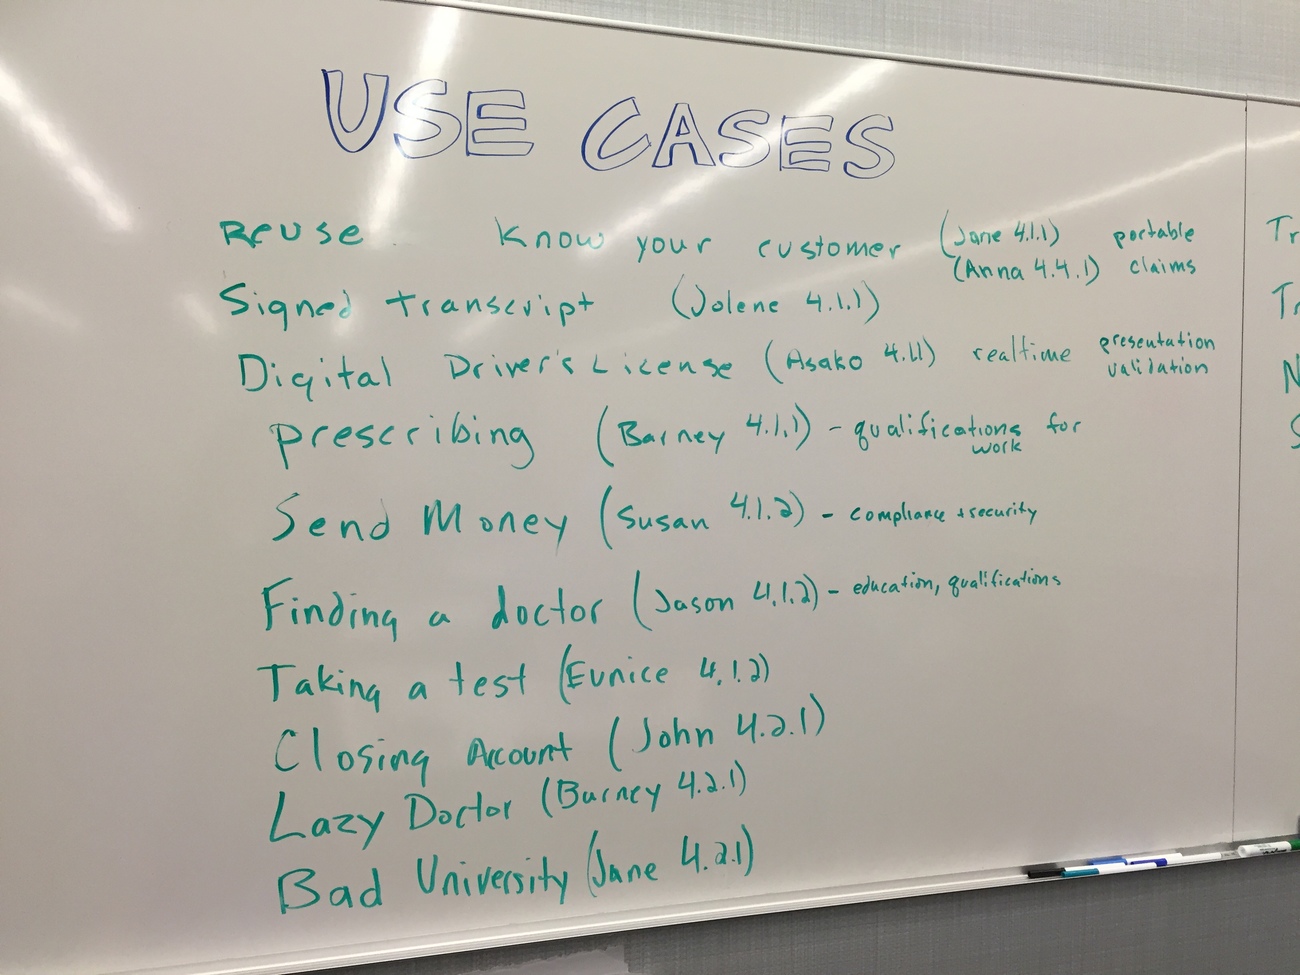 USE CASES
Reuse Know your customer (Jane 4.1.1) portable
(Anna 4.4.1) claims
Signed transcript (Jolene 4.1.1)
Digital Driver's License (Asako 4.1.1) realtime presentation
validation
prescribing (Barney 4.1.1) - qualifications for
work
Send Money (Susan 4.1.2) - compliance + security
Finding a doctor (Jason 4.1.2) - education, qualifications
Taking a test (Eunice 4.1.2)
Closing Account (John 4.2.1)
Lazy Doctor (Barney 4.2.1)
Bad University (Jane 4.2.1)